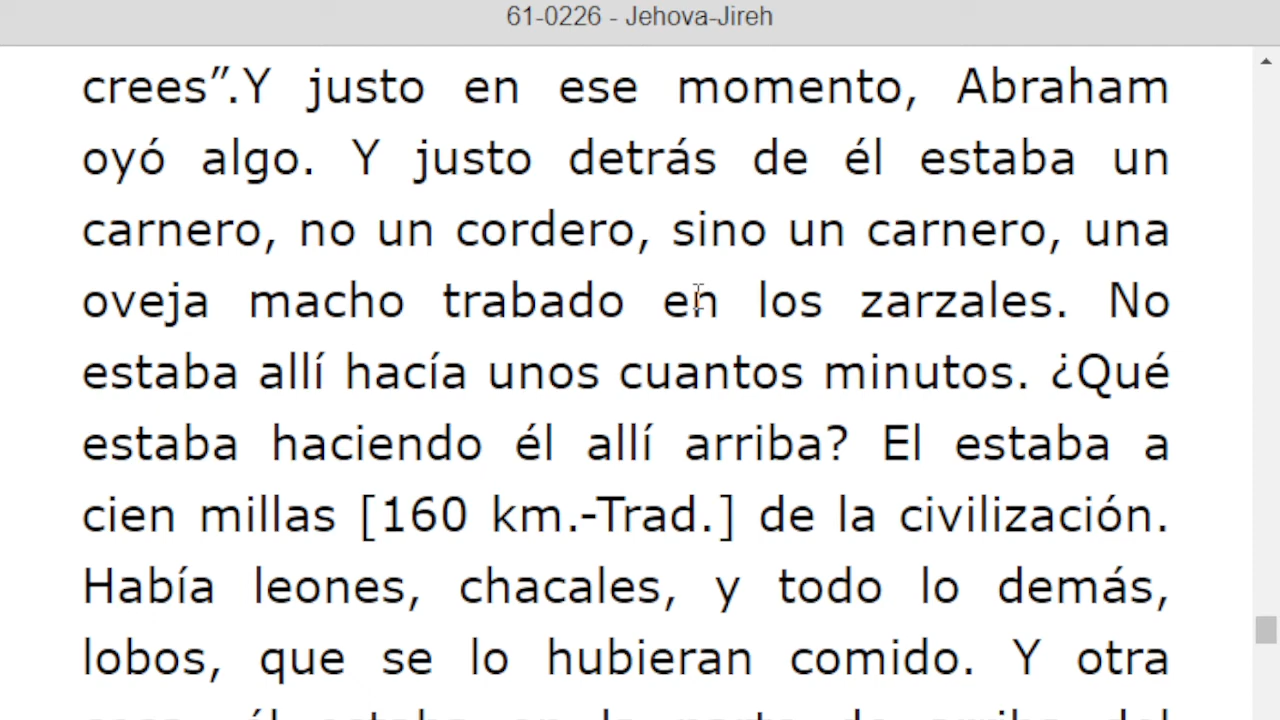 61-0226 - Jehova-Jireh
crees”.Y justo en ese momento, Abraham
oyó algo. Y justo detrás de él estaba un
carnero, no un cordero, sino un carnero, una
oveja macho trabado en los zarzales. No
estaba allí hacía unos cuantos minutos. ¿Qué
estaba haciendo él allí arriba? El estaba a
cien millas [160 km.-Trad.] de la civilización.
Había leones, chacales, y todo lo demás,
lobos, que se lo hubieran comido. Y otra